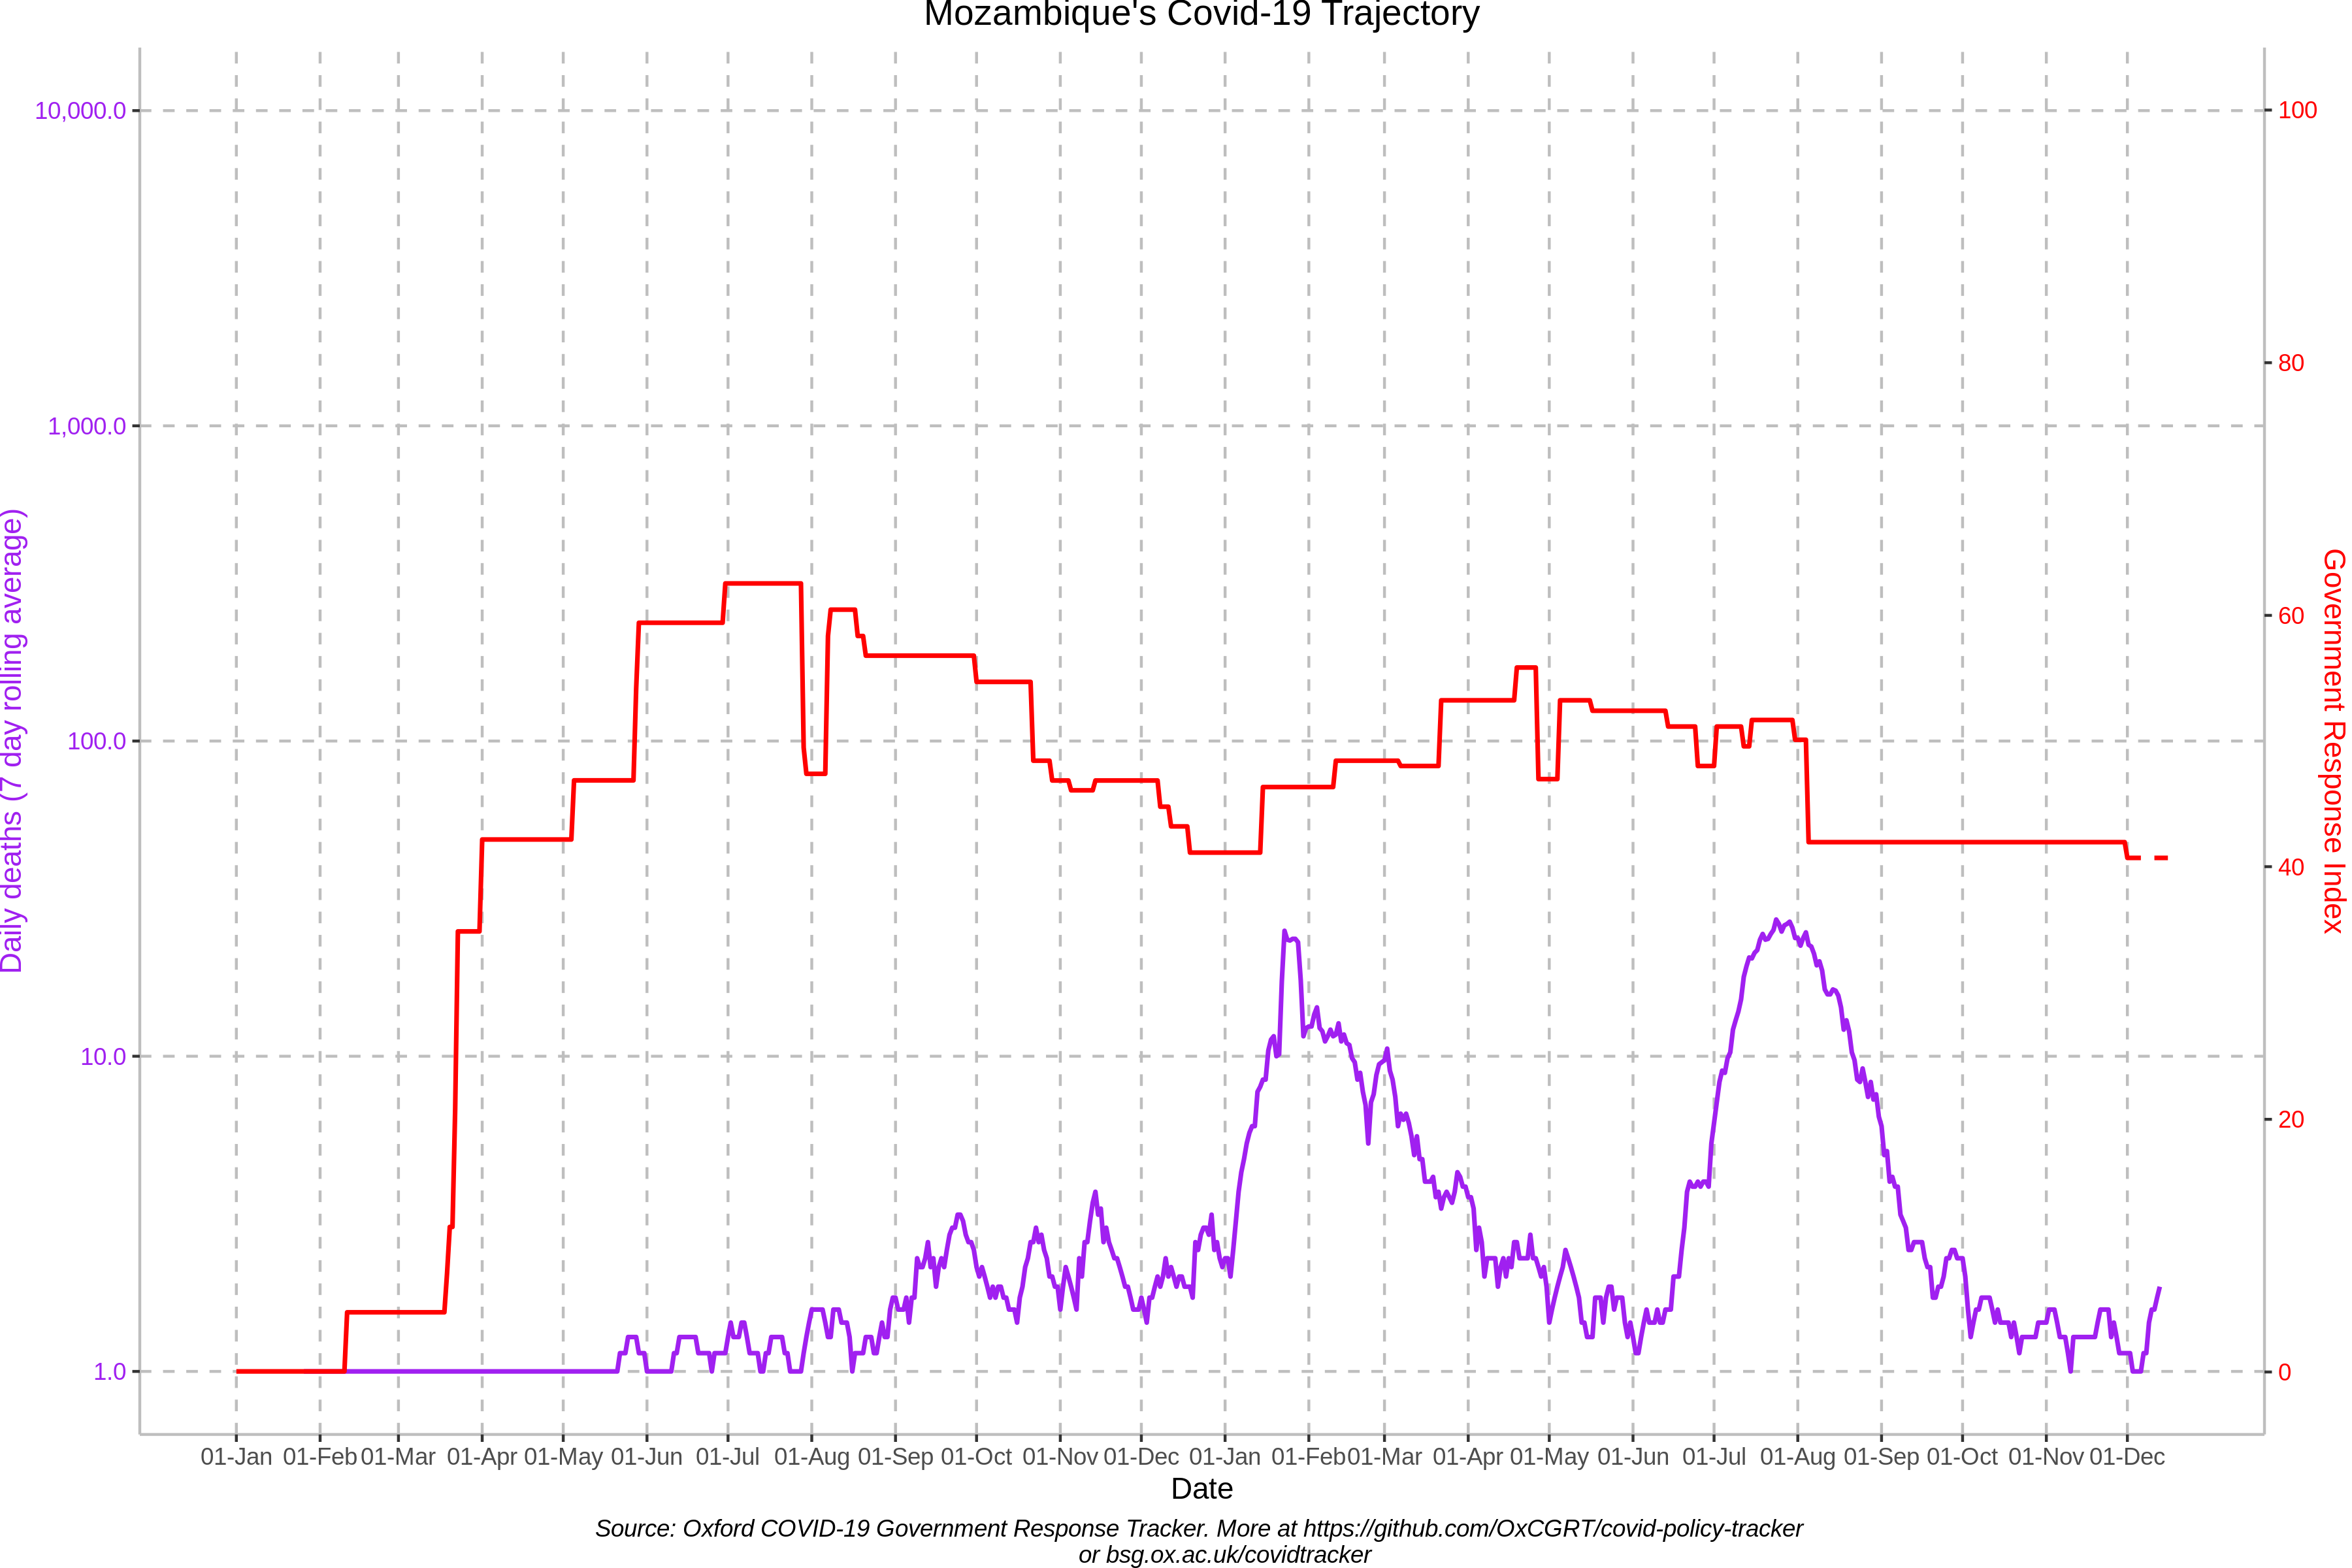 Mozambique's Covid-19 Trajectory
10,000.0
1,000.0
100.0
10.0
1.0
Daily deaths (7 day rolling average)
100
80
60
40
20
0
Government Response Index
01-Jan 01-Feb 01-Mar 01-Apr 01-May 01-Jun 01-Jul 01-Aug 01-Sep 01-Oct 01-Nov 01-Dec 01-Jan 01-Feb 01-Mar 01-Apr 01-May 01-Jun 01-Jul 01-Aug 01-Sep 01-Oct 01-Nov 01-Dec
Date
Source: Oxford COVID-19 Government Response Tracker. More at https://github.com/OxCGRT/covid-policy-tracker
or bsg.ox.ac.uk/covidtracker